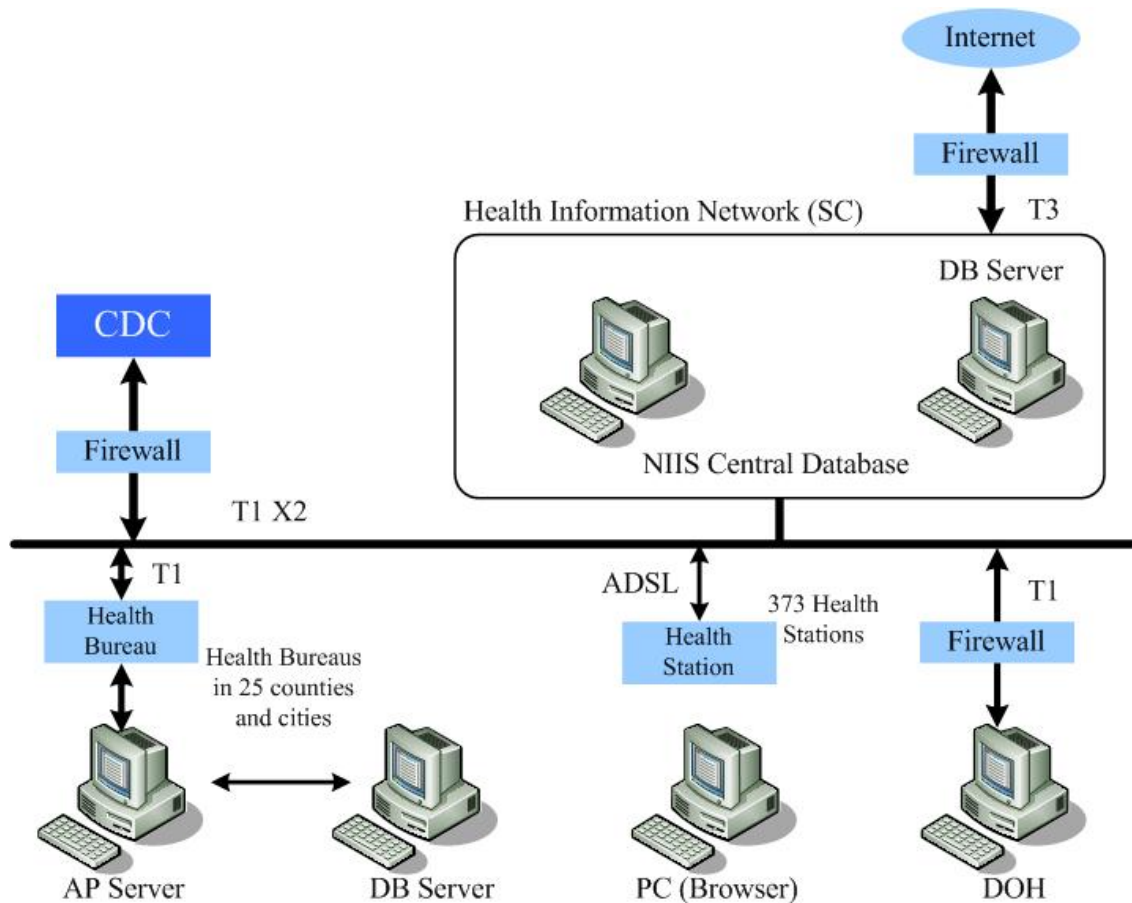 Internet
Firewall
Health Information Network (SC)
T3
DB Server
CDC
NIIS Central Database
Firewall
T1 X2
T1
ADSL
373 Health
Stations
T1
Health
Bureau
Health
Station
Firewall
Health Bureaus
in 25 counties
and cities
AP Server
DB Server
PC (Browser)
DOH